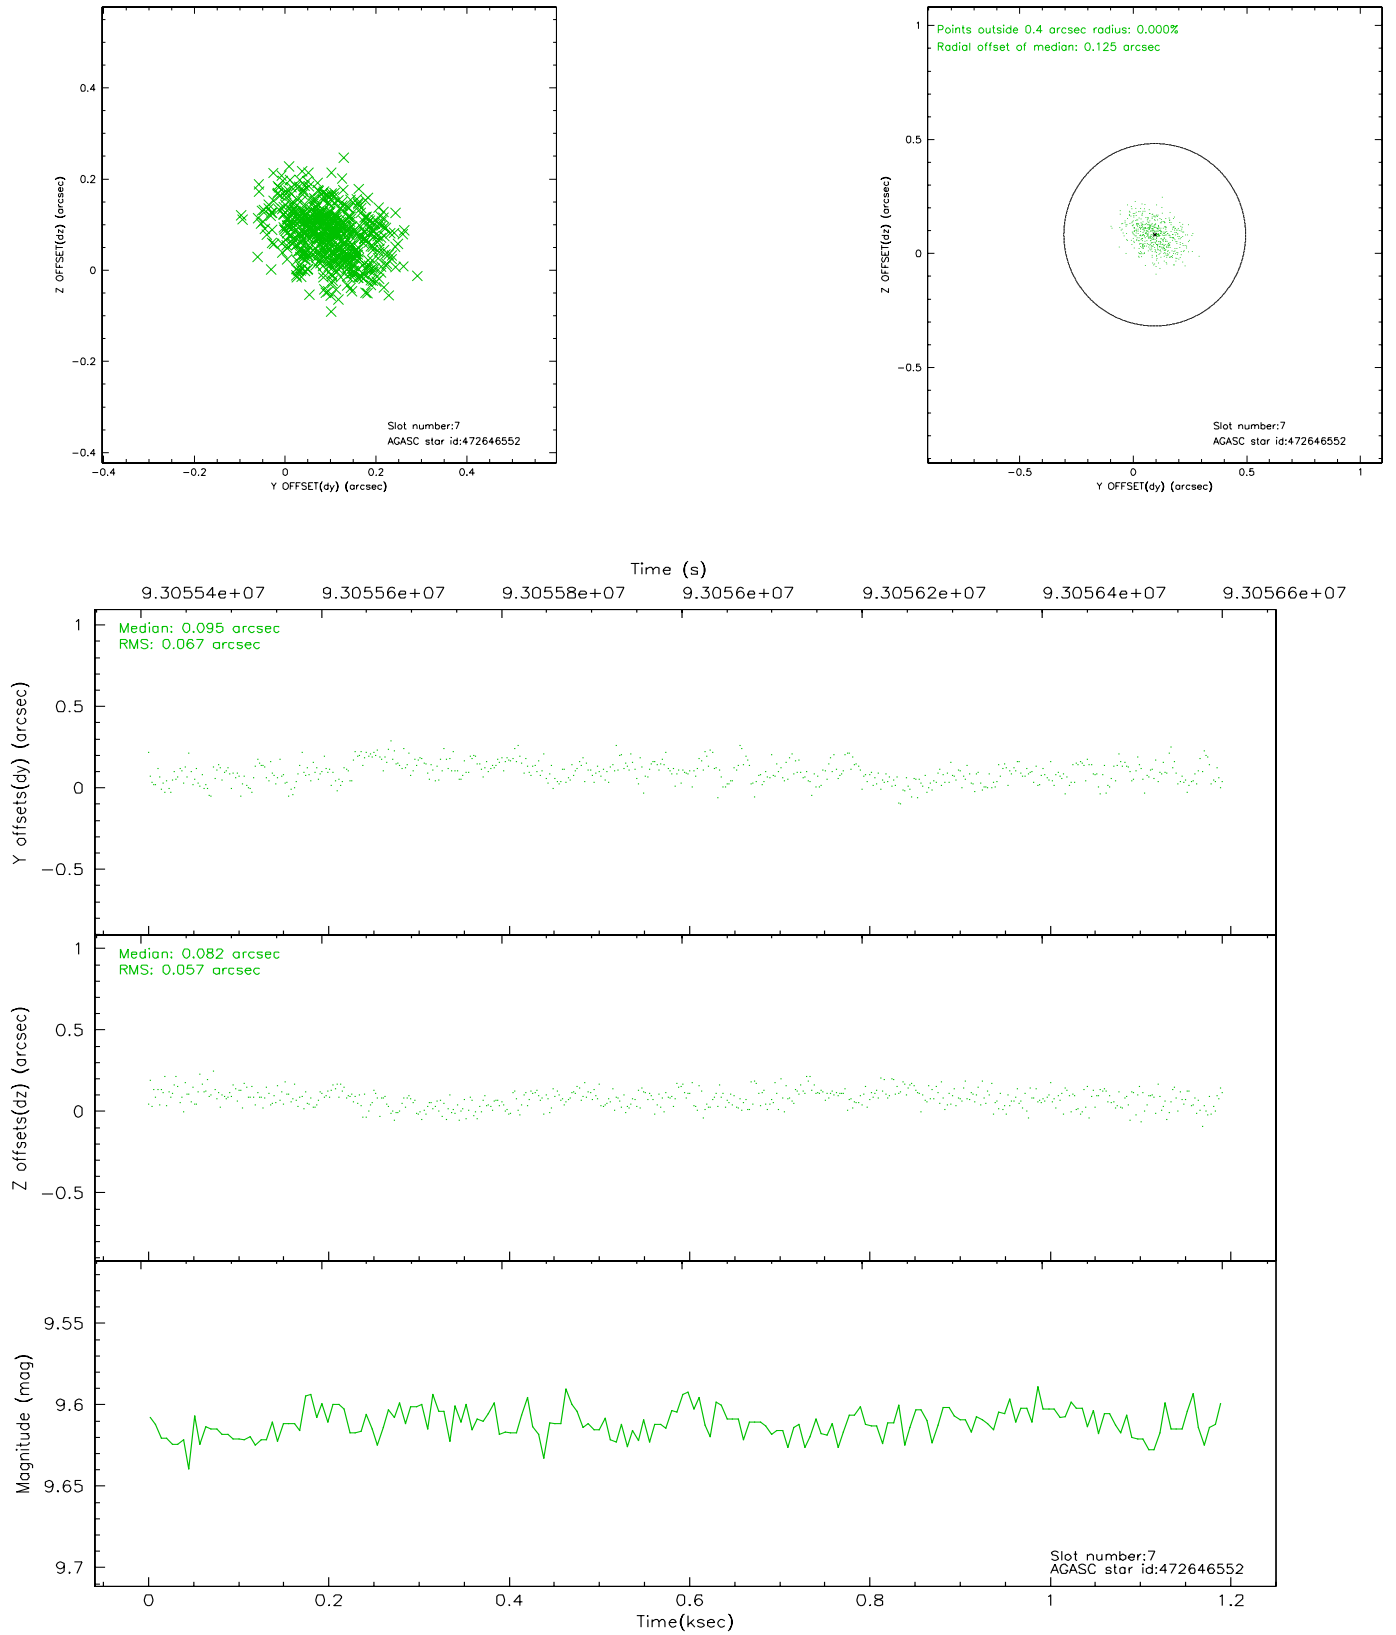 0.4
0.2
0
−0.2
−0.4
Z OFFSET(dz) (arcsec)
−0.4 −0.2 0 0.2 0.4
Y OFFSET(dy) (arcsec)
Slot number:7
AGASC star id:472646552
Points outside 0.4 arcsec radius: 0.000%
Radial offset of median: 0.125 arcsec
1
0.5
0
−0.5
Z OFFSET(dz) (arcsec)
−0.5 0 0.5 1
Y OFFSET(dy) (arcsec)
Slot number:7
AGASC star id:472646552
Time (s)
9.30554e+07 9.30556e+07 9.30558e+07 9.3056e+07 9.30562e+07 9.30564e+07 9.30566e+07
Median: 0.095 arcsec
RMS: 0.067 arcsec
1
0.5
0
−0.5
Y offsets(dy) (arcsec)
Median: 0.082 arcsec
RMS: 0.057 arcsec
1
0.5
0
−0.5
Z offsets(dz) (arcsec)
9.55
9.6
9.65
9.7
Magnitude (mag)
Slot number:7
AGASC star id:472646552
0 0.2 0.4 0.6 0.8 1 1.2
Time(ksec)